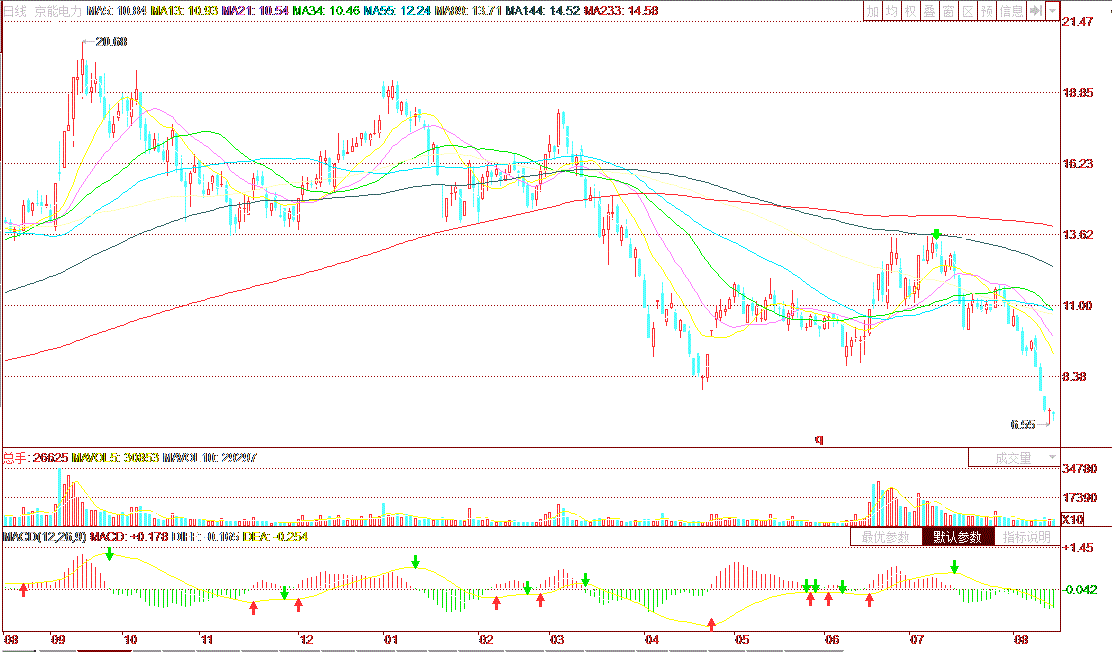 日线 京能电力 MA5: 10.84 MA13: 10.93 MA21: 10.54 MA34: 10.46 MA55: 12.24 MA89: 13.71 MA144: 14.52 MA233: 14.58
加 均 权 叠 窗 区 预 信息
21.47
20.68
18.85
16.23
13.62
11.00
8.38
6.55
q
总手: 26625 MAVOL5: 30853 MAVOL10: 29297
成交量
34780
17390
X10
MACD(12,26,9) MACD: +0.178 DIFF: -0.165 DEA: -0.254
最优参数 默认参数 指标说明
+1.45
-0.042
08 09 10 11 12 01 02 03 04 05 06 07 08